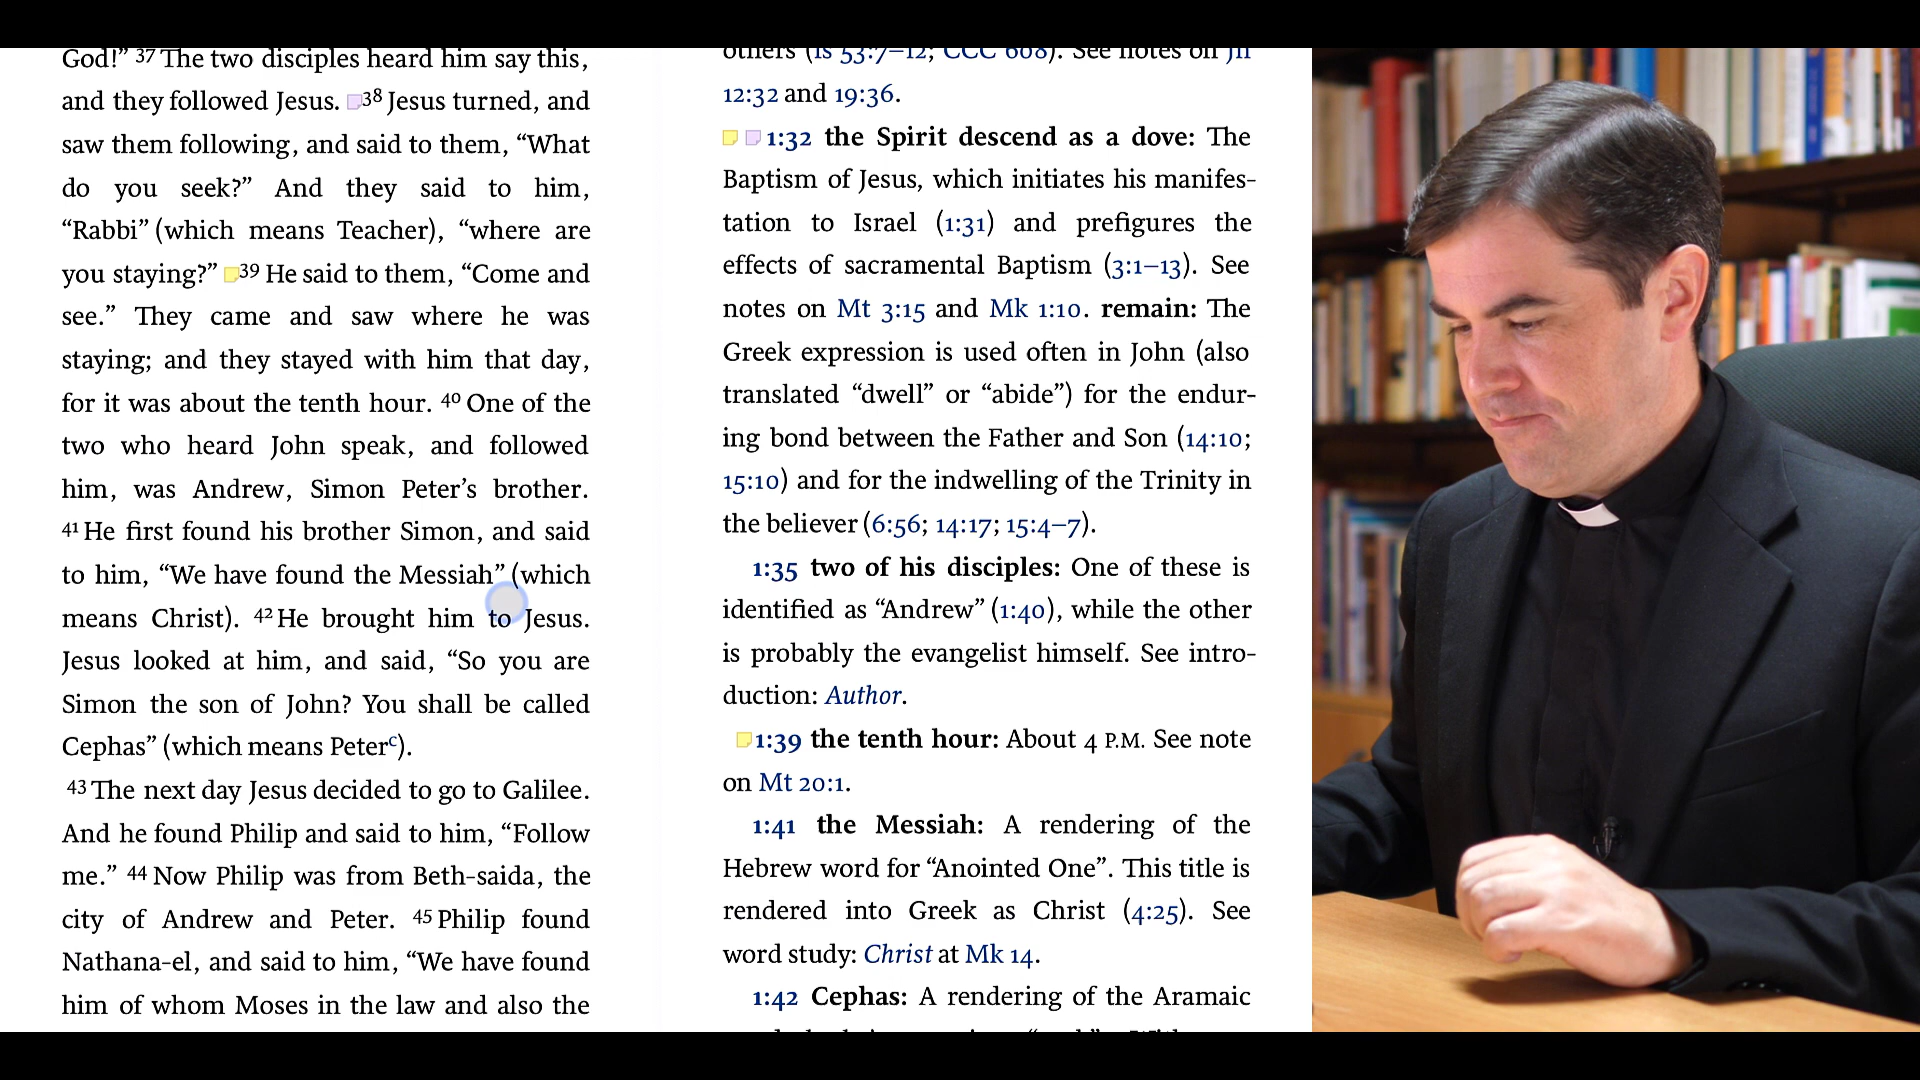 God!” 37 The two disciples heard him say this,
and they followed Jesus. 38 Jesus turned, and
saw them following, and said to them, “What
do you seek?” And they said to him,
“Rabbi” (which means Teacher), “where are
you staying?” 39 He said to them, “Come and
see.” They came and saw where he was
staying; and they stayed with him that day,
for it was about the tenth hour. 40 One of the
two who heard John speak, and followed
him, was Andrew, Simon Peter’s brother.
41 He first found his brother Simon, and said
to him, “We have found the Messiah” (which
means Christ). 42 He brought him to Jesus.
Jesus looked at him, and said, “So you are
Simon the son of John? You shall be called
Cephas” (which means Peterc).
43 The next day Jesus decided to go to Galilee.
And he found Philip and said to him, “Follow
me.” 44 Now Philip was from Beth-saida, the
city of Andrew and Peter. 45 Philip found
Nathana-el, and said to him, “We have found
him of whom Moses in the law and also the
others (Is 53:7–12; CCC 608). See notes on Jn
12:32 and 19:36.
1:32 the Spirit descend as a dove: The
Baptism of Jesus, which initiates his manifes-
tation to Israel (1:31) and prefigures the
effects of sacramental Baptism (3:1–13). See
notes on Mt 3:15 and Mk 1:10. remain: The
Greek expression is used often in John (also
translated “dwell” or “abide”) for the endur-
ing bond between the Father and Son (14:10;
15:10) and for the indwelling of the Trinity in
the believer (6:56; 14:17; 15:4–7).
1:35 two of his disciples: One of these is
identified as “Andrew” (1:40), while the other
is probably the evangelist himself. See intro-
duction: Author.
1:39 the tenth hour: About 4 P.M. See note
on Mt 20:1.
1:41 the Messiah: A rendering of the
Hebrew word for “Anointed One”. This title is
rendered into Greek as Christ (4:25). See
word study: Christ at Mk 14.
1:42 Cephas: A rendering of the Aramaic